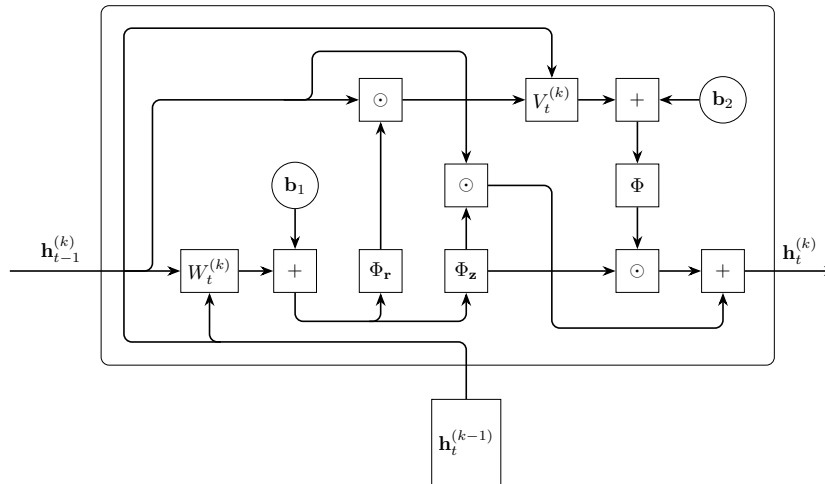 ⊙
V_t^{(k)}
+
b_2
b_1
⊙
Φ
h_{t-1}^{(k)}
W_t^{(k)}
+
Φ_r
Φ_z
⊙
+
h_t^{(k)}
h_t^{(k-1)}